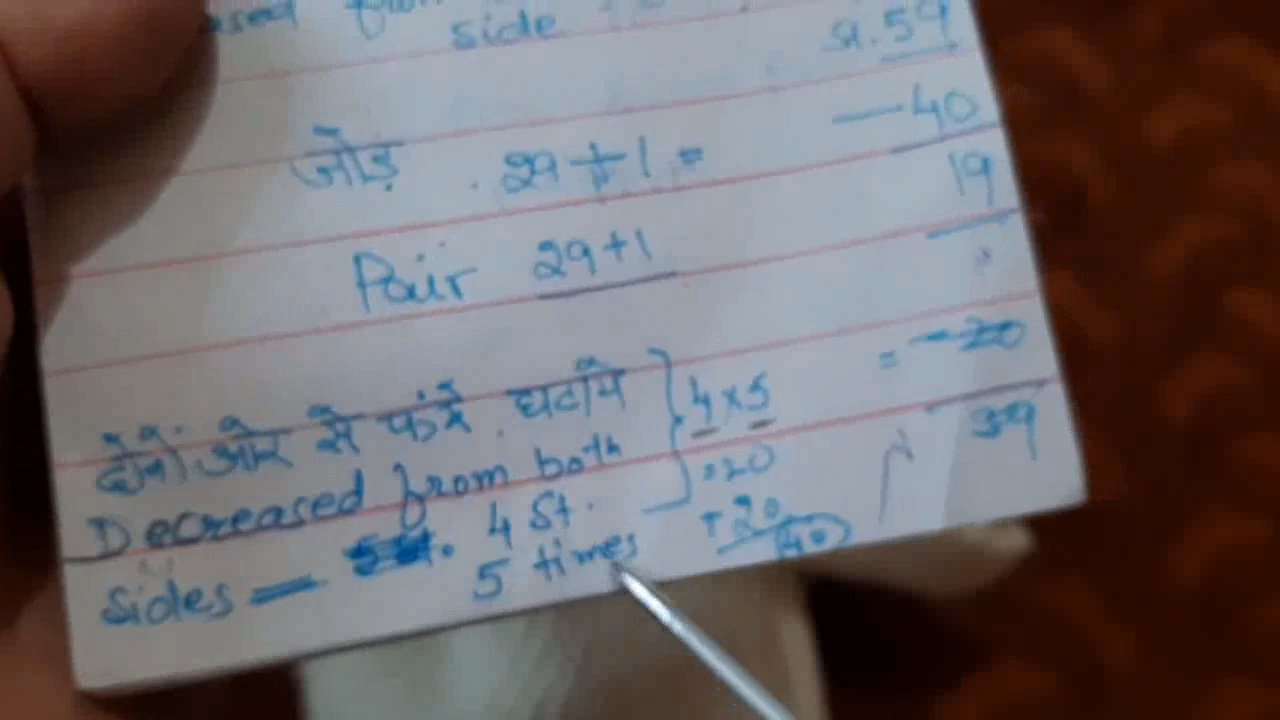 side
st. 59
- 40
जोड़ . 29 + 1 =
19
Pair 29+1
= - 20
39
दोनों ओर से फंदे घटाये } 4 x 5
Decreased from both = 20
sides — 4 St. + 20
5 times 40